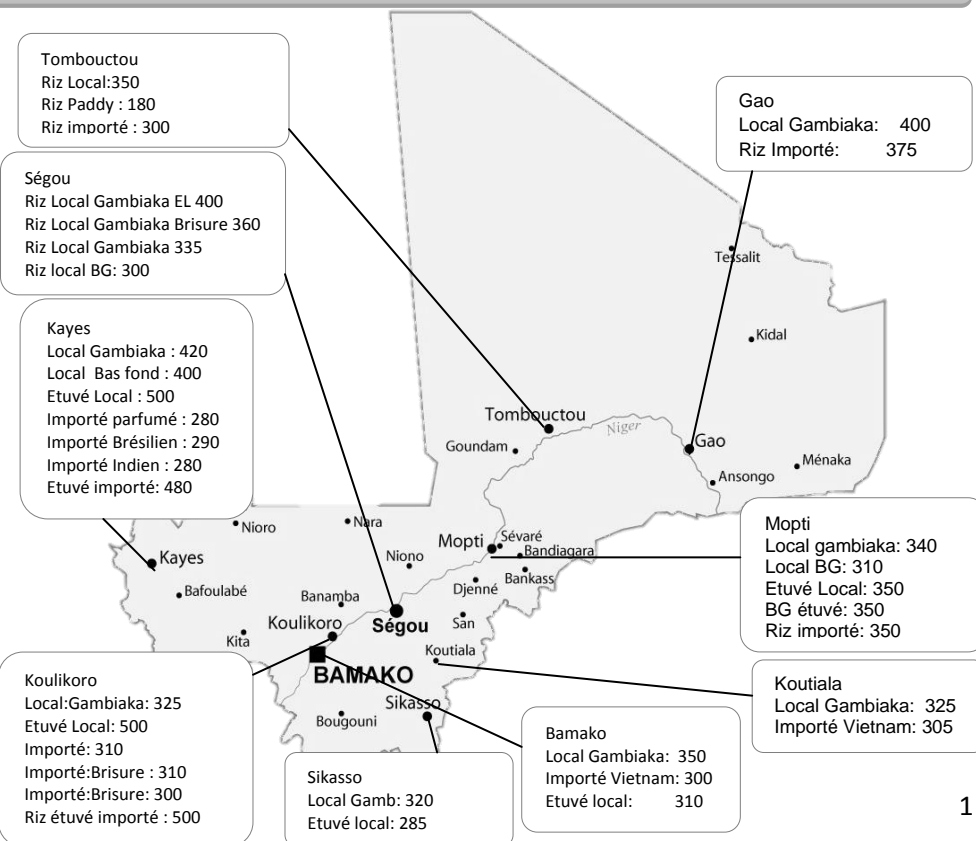 Tombouctou
Riz Local:350
Riz Paddy : 180
Riz importé : 300
Gao
Local Gambiaka: 400
Riz Importé: 375
Ségou
Riz Local Gambiaka EL 400
Riz Local Gambiaka Brisure 360
Riz Local Gambiaka 335
Riz local BG: 300
Kayes
Local Gambiaka : 420
Local Bas fond : 400
Etuvé Local : 500
Importé parfumé : 280
Importé Brésilien : 290
Importé Indien : 280
Etuvé importé: 480
Tessalit
Kidal
Tombouctou
Niger
Goundam
Gao
Ansongo
Ménaka
Nioro
Nara
Kayes
Niono
Mopti
Sévaré
Bandiagara
Bankass
Djenné
Bafoulabé
Banamba
Koulikoro
Ségou
San
Kita
Koutiala
BAMAKO
Sikasso
Bougouni
Mopti
Local gambiaka: 340
Local BG: 310
Etuvé Local: 350
BG étuvé: 350
Riz importé: 350
Koutiala
Local Gambiaka: 325
Importé Vietnam: 305
Koulikoro
Local:Gambiaka: 325
Etuvé Local: 500
Importé: 310
Importé:Brisure : 310
Importé:Brisure: 300
Riz étuvé importé : 500
Sikasso
Local Gamb: 320
Etuvé local: 285
Bamako
Local Gambiaka: 350
Importé Vietnam: 300
Etuvé local: 310
1